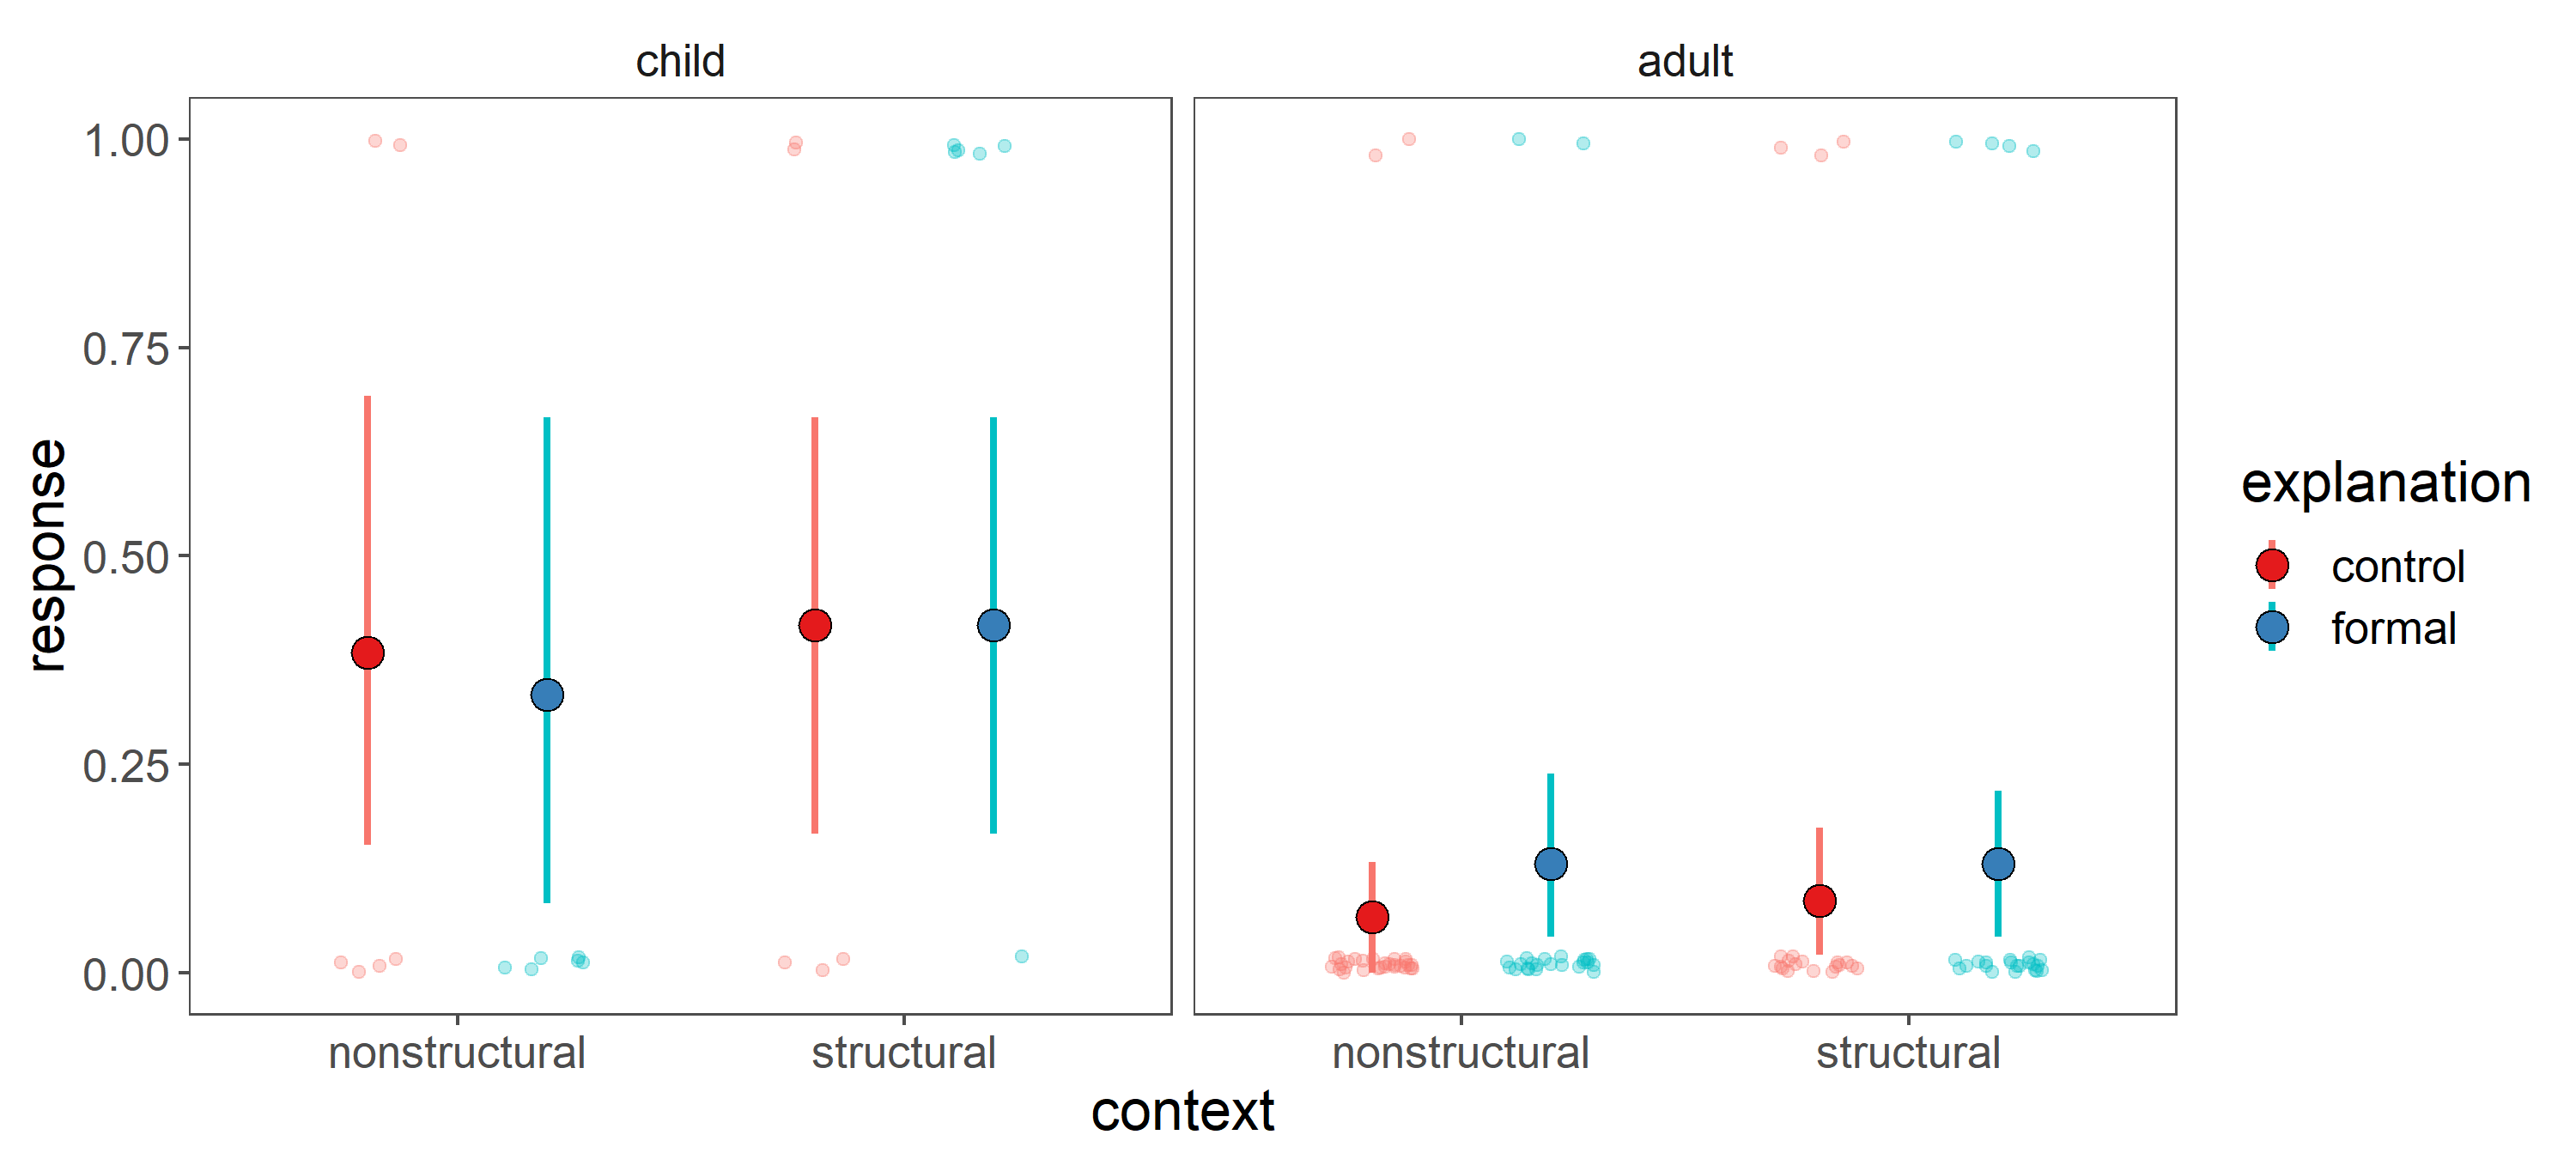 child
adult
1.00
0.75
0.50
0.25
0.00
response
nonstructural
structural
nonstructural
structural
context
explanation
control
formal